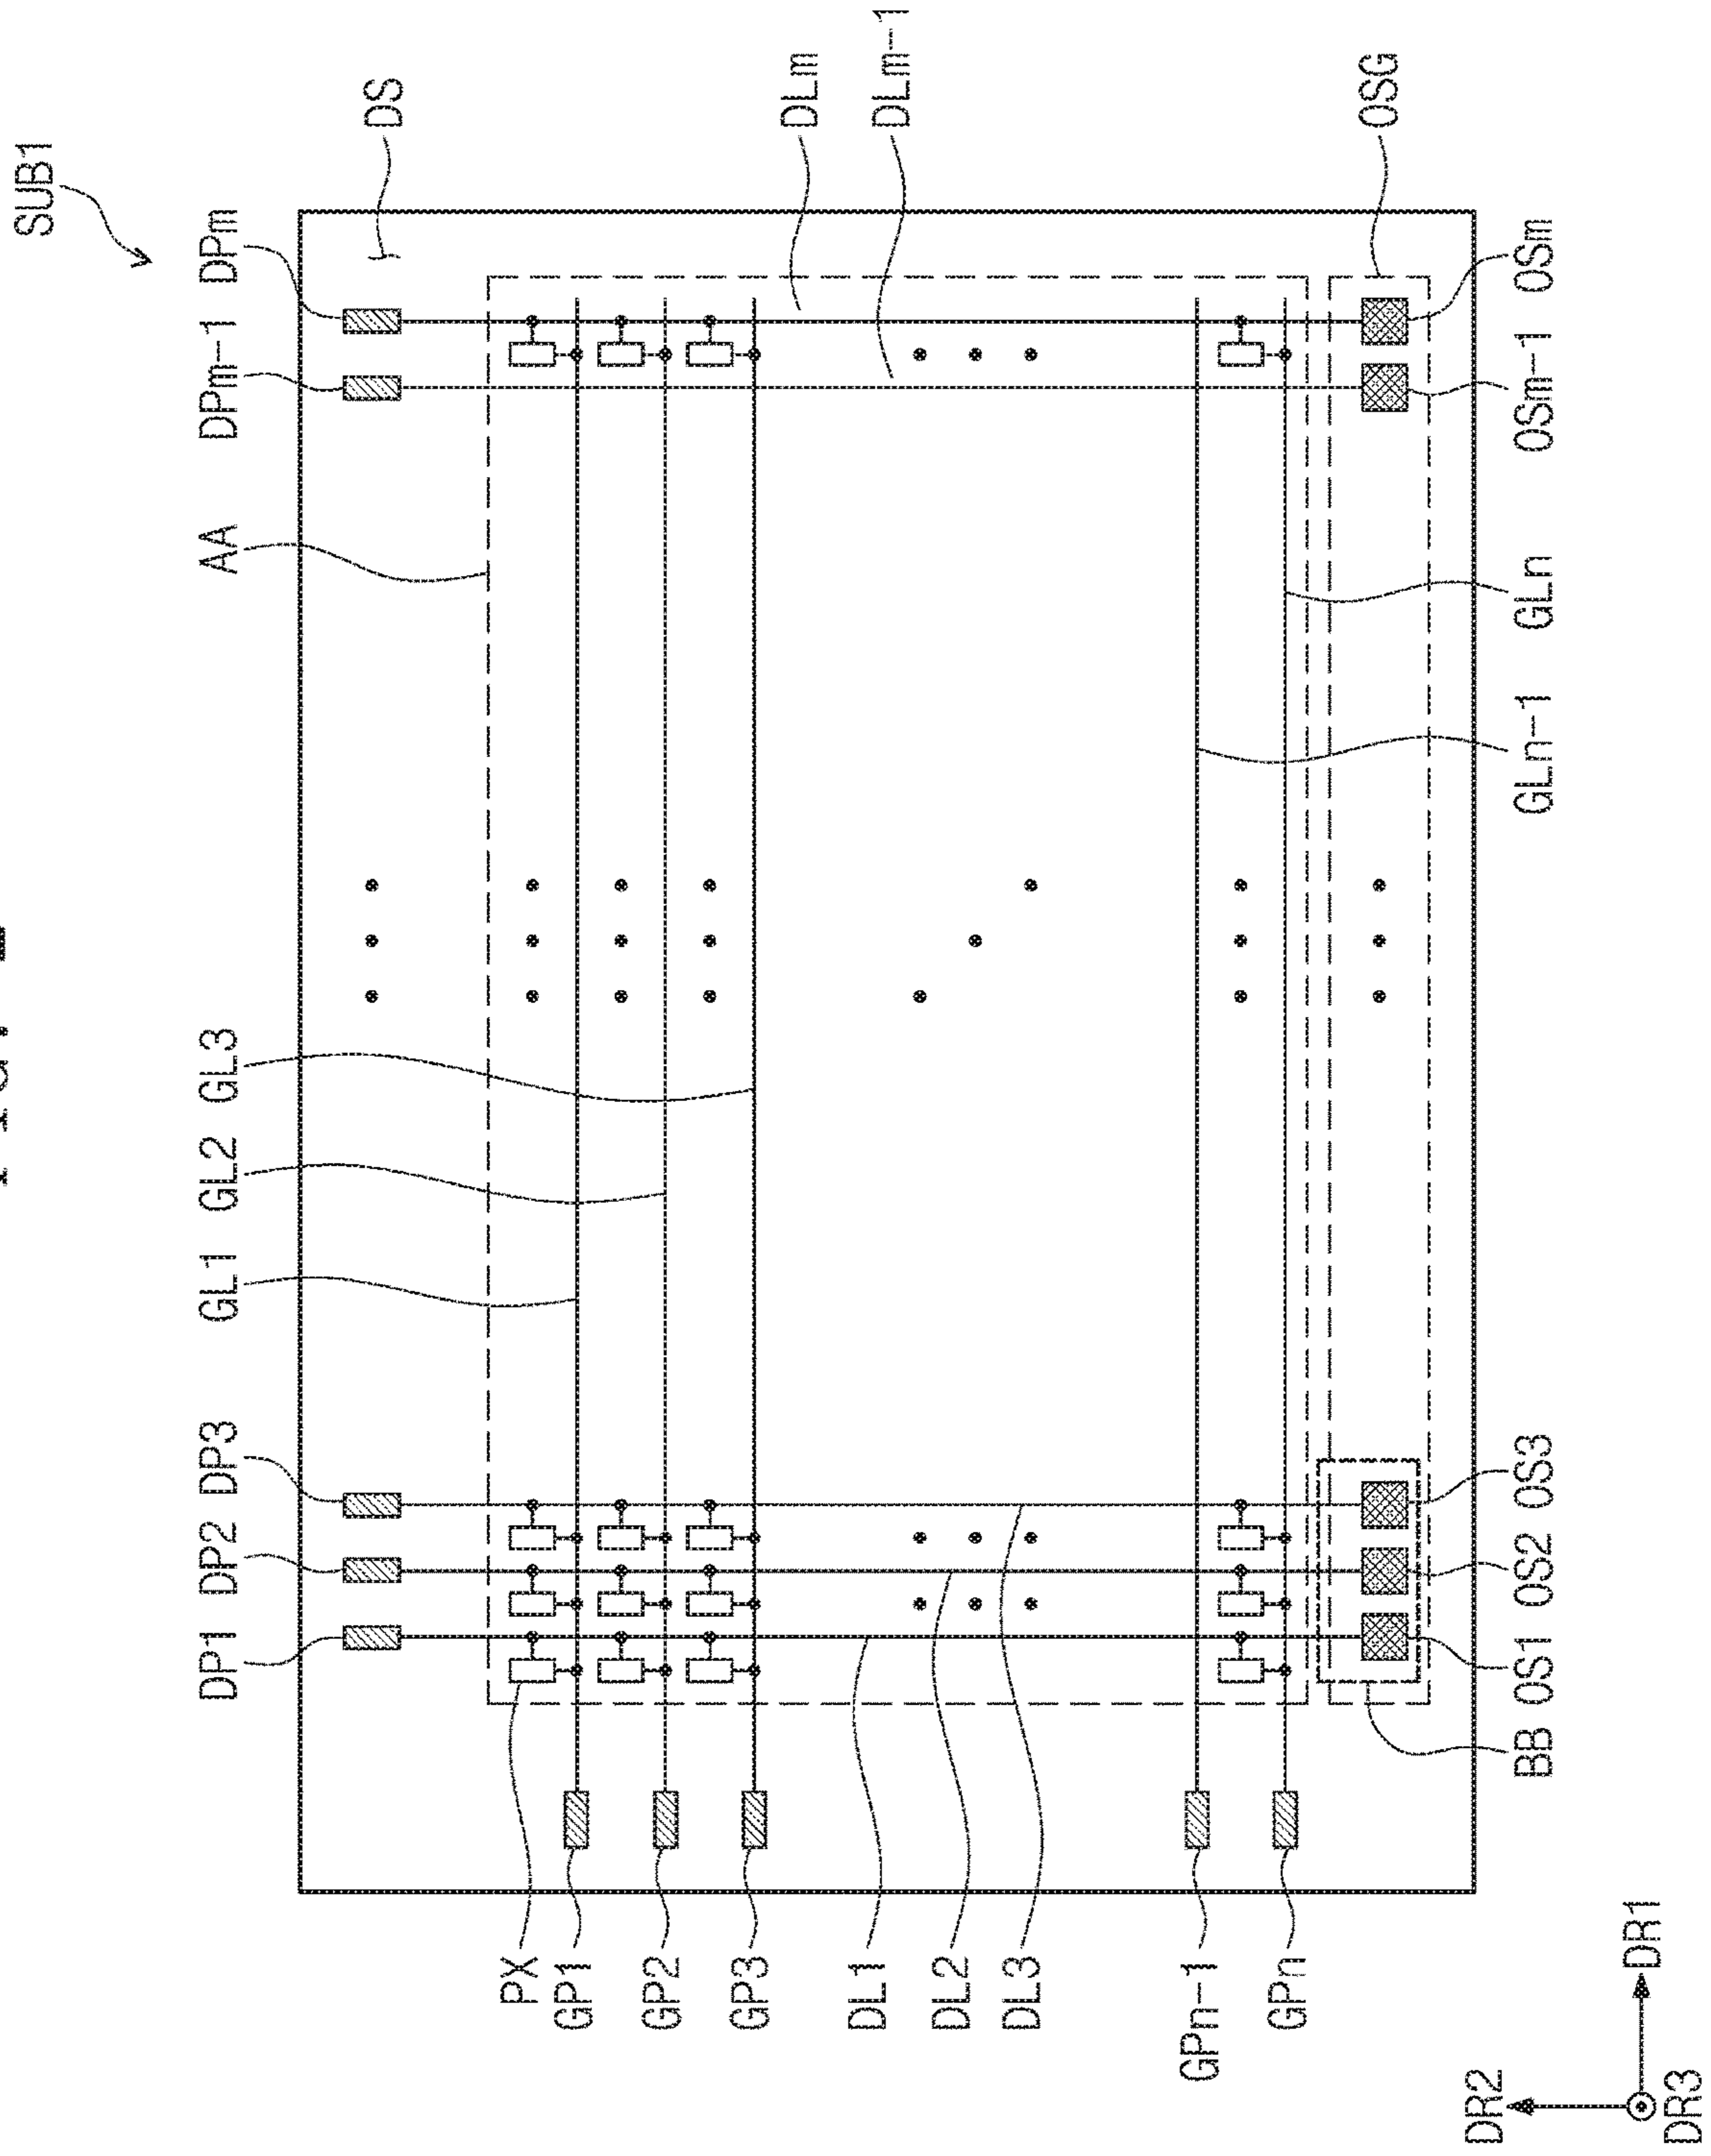 SUB1
DP1 DP2 DP3 GL1 GL2 GL3 AA DPm-1 DPm
DS
PX
GP1
GP2
GP3
DLm
DL1
DLm-1
DL2
DL3
GPn-1
GPn
OSG
DR2
BB OS1 OS2 OS3 GLn-1 GLn OSm-1 OSm
DR1
DR3